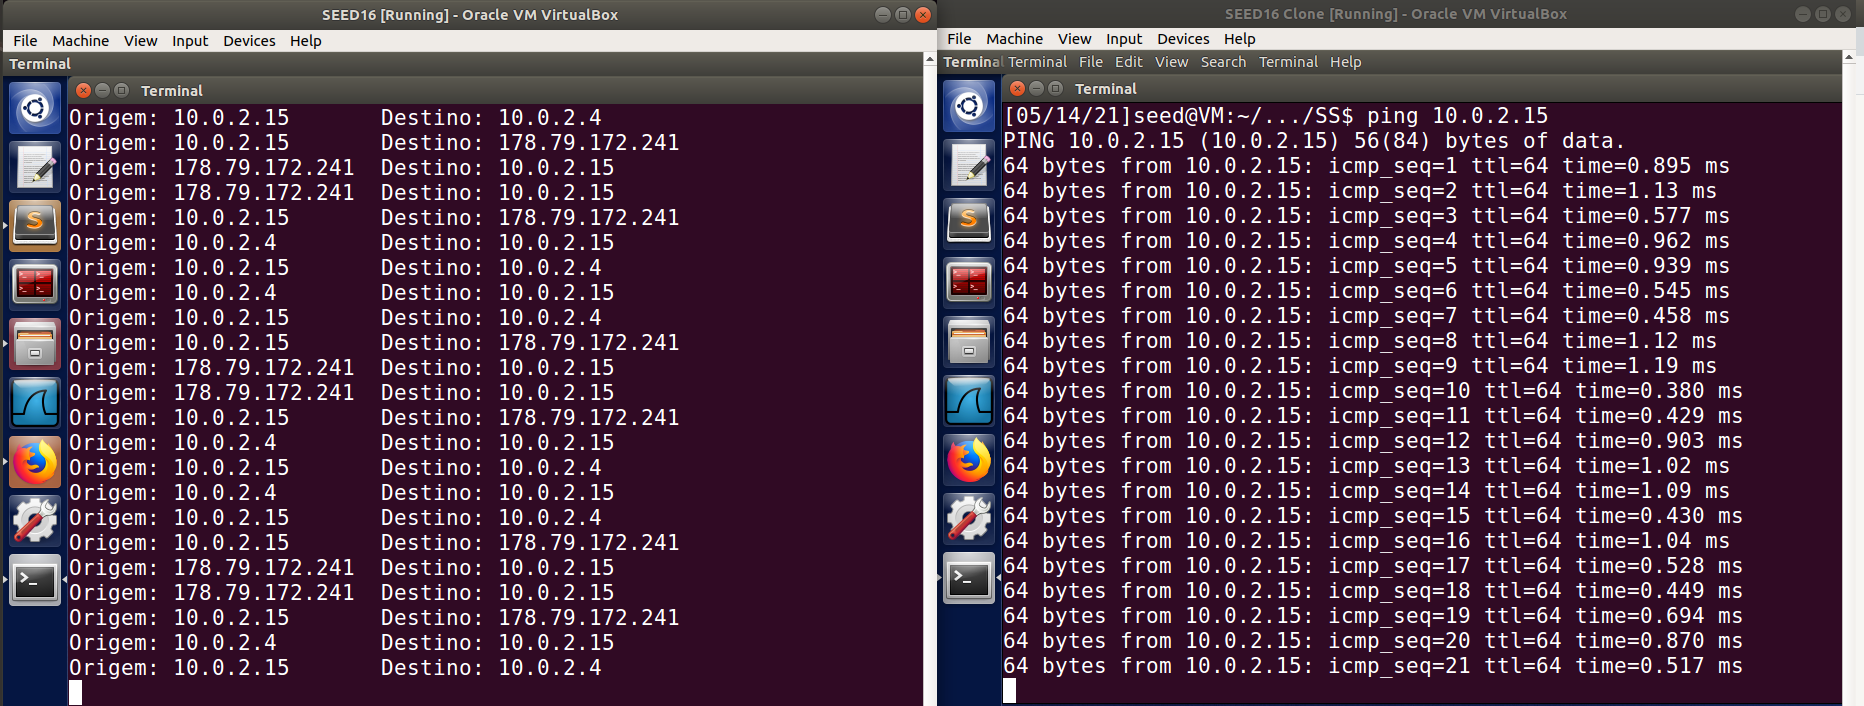 SEED16 [Running] - Oracle VM VirtualBox
File Machine View Input Devices Help
Terminal
Terminal
Origem: 10.0.2.15 Destino: 10.0.2.4
Origem: 10.0.2.15 Destino: 178.79.172.241
Origem: 178.79.172.241 Destino: 10.0.2.15
Origem: 178.79.172.241 Destino: 10.0.2.15
Origem: 10.0.2.15 Destino: 178.79.172.241
Origem: 10.0.2.4 Destino: 10.0.2.15
Origem: 10.0.2.15 Destino: 10.0.2.4
Origem: 10.0.2.4 Destino: 10.0.2.15
Origem: 10.0.2.15 Destino: 10.0.2.4
Origem: 10.0.2.15 Destino: 178.79.172.241
Origem: 178.79.172.241 Destino: 10.0.2.15
Origem: 178.79.172.241 Destino: 10.0.2.15
Origem: 10.0.2.15 Destino: 178.79.172.241
Origem: 10.0.2.4 Destino: 10.0.2.15
Origem: 10.0.2.15 Destino: 10.0.2.4
Origem: 10.0.2.4 Destino: 10.0.2.15
Origem: 10.0.2.15 Destino: 10.0.2.4
Origem: 10.0.2.15 Destino: 178.79.172.241
Origem: 178.79.172.241 Destino: 10.0.2.15
Origem: 178.79.172.241 Destino: 10.0.2.15
Origem: 10.0.2.15 Destino: 178.79.172.241
Origem: 10.0.2.4 Destino: 10.0.2.15
Origem: 10.0.2.15 Destino: 10.0.2.4
SEED16 Clone [Running] - Oracle VM VirtualBox
File Machine View Input Devices Help
Terminal Terminal File Edit View Search Terminal Help
Terminal
[05/14/21]seed@VM:~/.../SS$ ping 10.0.2.15
PING 10.0.2.15 (10.0.2.15) 56(84) bytes of data.
64 bytes from 10.0.2.15: icmp_seq=1 ttl=64 time=0.895 ms
64 bytes from 10.0.2.15: icmp_seq=2 ttl=64 time=1.13 ms
64 bytes from 10.0.2.15: icmp_seq=3 ttl=64 time=0.577 ms
64 bytes from 10.0.2.15: icmp_seq=4 ttl=64 time=0.962 ms
64 bytes from 10.0.2.15: icmp_seq=5 ttl=64 time=0.939 ms
64 bytes from 10.0.2.15: icmp_seq=6 ttl=64 time=0.545 ms
64 bytes from 10.0.2.15: icmp_seq=7 ttl=64 time=0.458 ms
64 bytes from 10.0.2.15: icmp_seq=8 ttl=64 time=1.12 ms
64 bytes from 10.0.2.15: icmp_seq=9 ttl=64 time=1.19 ms
64 bytes from 10.0.2.15: icmp_seq=10 ttl=64 time=0.380 ms
64 bytes from 10.0.2.15: icmp_seq=11 ttl=64 time=0.429 ms
64 bytes from 10.0.2.15: icmp_seq=12 ttl=64 time=0.903 ms
64 bytes from 10.0.2.15: icmp_seq=13 ttl=64 time=1.02 ms
64 bytes from 10.0.2.15: icmp_seq=14 ttl=64 time=1.09 ms
64 bytes from 10.0.2.15: icmp_seq=15 ttl=64 time=0.430 ms
64 bytes from 10.0.2.15: icmp_seq=16 ttl=64 time=1.04 ms
64 bytes from 10.0.2.15: icmp_seq=17 ttl=64 time=0.528 ms
64 bytes from 10.0.2.15: icmp_seq=18 ttl=64 time=0.449 ms
64 bytes from 10.0.2.15: icmp_seq=19 ttl=64 time=0.694 ms
64 bytes from 10.0.2.15: icmp_seq=20 ttl=64 time=0.870 ms
64 bytes from 10.0.2.15: icmp_seq=21 ttl=64 time=0.517 ms